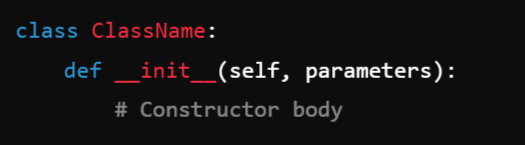 class ClassName:
    def __init__(self, parameters):
        # Constructor body